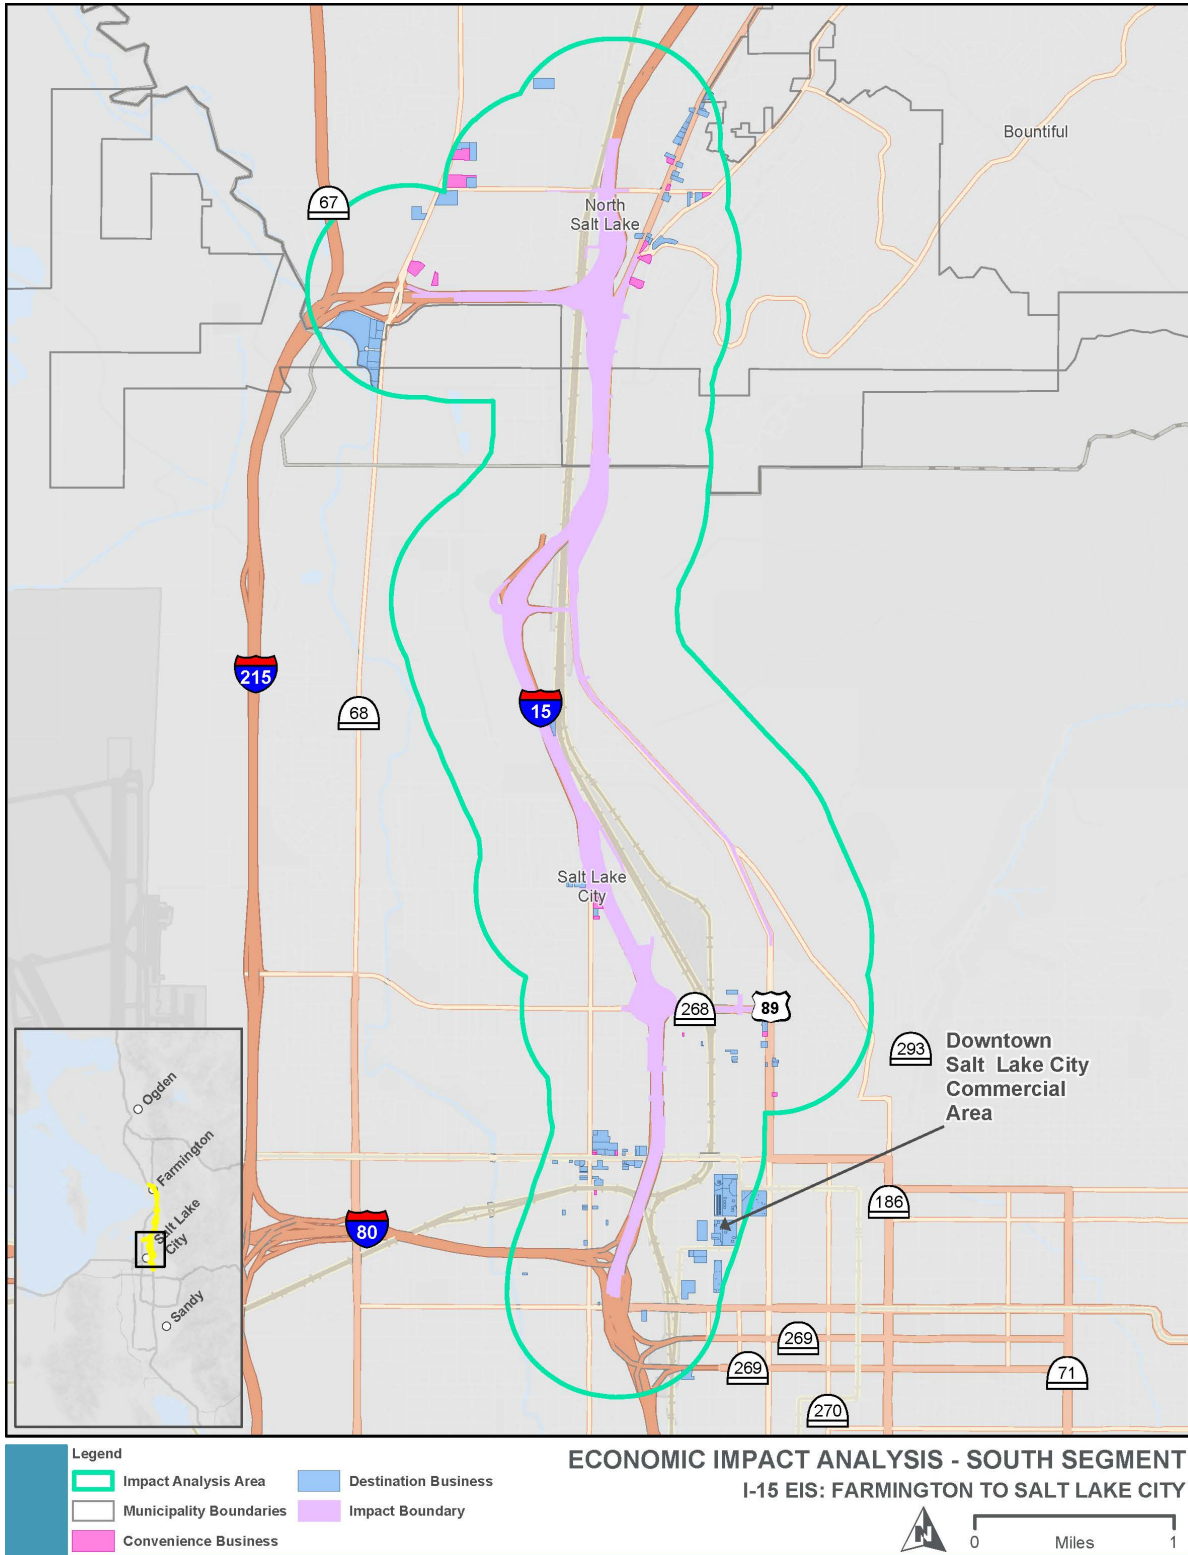 Bountiful
67
North
Salt Lake
215
68
15
Salt Lake
City
268
89
293
Downtown
Salt Lake City
Commercial
Area
186
80
269
269
71
270
Ogden
Farmington
Salt Lake
City
Sandy
Legend
Impact Analysis Area
Destination Business
Municipality Boundaries
Impact Boundary
Convenience Business
ECONOMIC IMPACT ANALYSIS - SOUTH SEGMENT
I-15 EIS: FARMINGTON TO SALT LAKE CITY
N
0
Miles
1